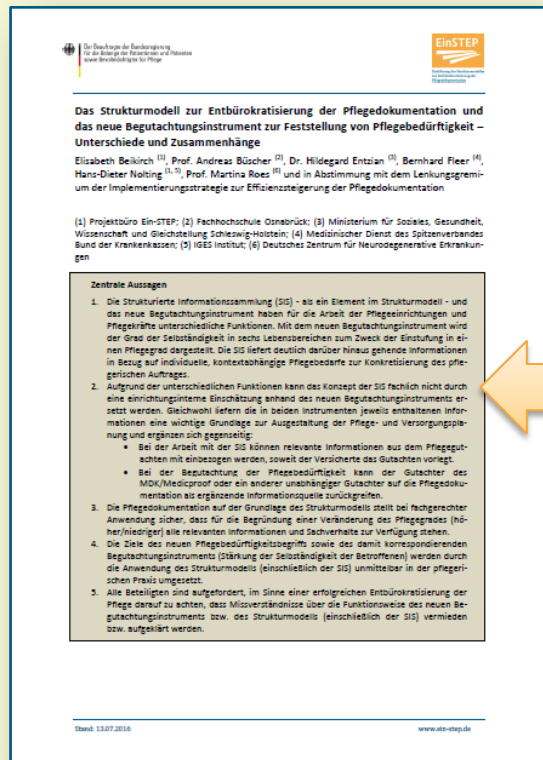 Der Beauftragte der Bundesregierung
für die Belange der Patientinnen und Patienten
sowie Bevollmächtigter für Pflege
EinSTEP
Das Strukturmodell zur Entbürokratisierung der Pflegedokumentation und
das neue Begutachtungsinstrument zur Feststellung von Pflegebedürftigkeit –
Unterschiede und Zusammenhänge
Elisabeth Beikirch (1), Prof. Andreas Büscher (2), Dr. Hildegard Entzian (3), Bernhard Fleer (4),
Hans-Dieter Nolting (1, 5), Prof. Martina Roes (6) und in Abstimmung mit dem Lenkungsgremi-
um der Implementierungsstrategie zur Effizienzsteigerung der Pflegedokumentation
(1) Projektbüro Ein-STEP; (2) Fachhochschule Osnabrück; (3) Ministerium für Soziales, Gesundheit,
Wissenschaft und Gleichstellung Schleswig-Holstein; (4) Medizinischer Dienst des Spitzenverbandes
Bund der Krankenkassen; (5) IGES Institut; (6) Deutsches Zentrum für Neurodegenerative Erkrankun-
gen
Zentrale Aussagen
1. Die Strukturierte Informationssammlung (SIS) - als ein Element im Strukturmodell - und
das neue Begutachtungsinstrument haben für die Arbeit der Pflegeeinrichtungen und
Pflegekräfte unterschiedliche Funktionen. Mit dem neuen Begutachtungsinstrument wird
der Grad der Selbständigkeit in sechs Lebensbereichen zum Zweck der Einstufung in ei-
nen Pflegegrad dargestellt. Die SIS liefert deutlich darüber hinaus gehende Informationen
in Bezug auf individuelle, kontextabhängige Pflegebedarfe zur Konkretisierung des pfle-
gerischen Auftrages.
2. Aufgrund der unterschiedlichen Funktionen kann das Konzept der SIS fachlich nicht durch
eine einrichtungsinterne Einschätzung anhand des neuen Begutachtungsinstruments er-
setzt werden. Gleichwohl liefern die in beiden Instrumenten jeweils enthaltenen Infor-
mationen eine wichtige Grundlage zur Ausgestaltung der Pflege- und Versorgungspla-
nung und ergänzen sich gegenseitig:
• Bei der Arbeit mit der SIS können relevante Informationen aus dem Pflegegut-
achten mit einbezogen werden, soweit der Versicherte das Gutachten vorlegt.
• Bei der Begutachtung der Pflegebedürftigkeit kann der Gutachter des
MDK/Medicproof oder ein anderer unabhängiger Gutachter auf die Pflegedoku-
mentation als ergänzende Informationsquelle zurückgreifen.
3. Die Pflegedokumentation auf der Grundlage des Strukturmodells stellt bei fachgerechter
Anwendung sicher, dass für die Begründung einer Veränderung des Pflegegrades (hö-
her/niedriger) alle relevanten Informationen und Sachverhalte zur Verfügung stehen.
4. Die Ziele des neuen Pflegebedürftigkeitsbegriffs sowie des damit korrespondierenden
Begutachtungsinstruments (Stärkung der Selbständigkeit der Betroffenen) werden durch
die Anwendung des Strukturmodells (einschließlich der SIS) unmittelbar in der pflegeri-
schen Praxis umgesetzt.
5. Alle Beteiligten sind aufgefordert, im Sinne einer erfolgreichen Entbürokratisierung der
Pflege darauf zu achten, dass Missverständnisse über die Funktionsweise des neuen Be-
gutachtungsinstruments bzw. des Strukturmodells (einschließlich der SIS) vermieden
bzw. aufgeklärt werden.
Stand: 13.07.2016
www.ein-step.de